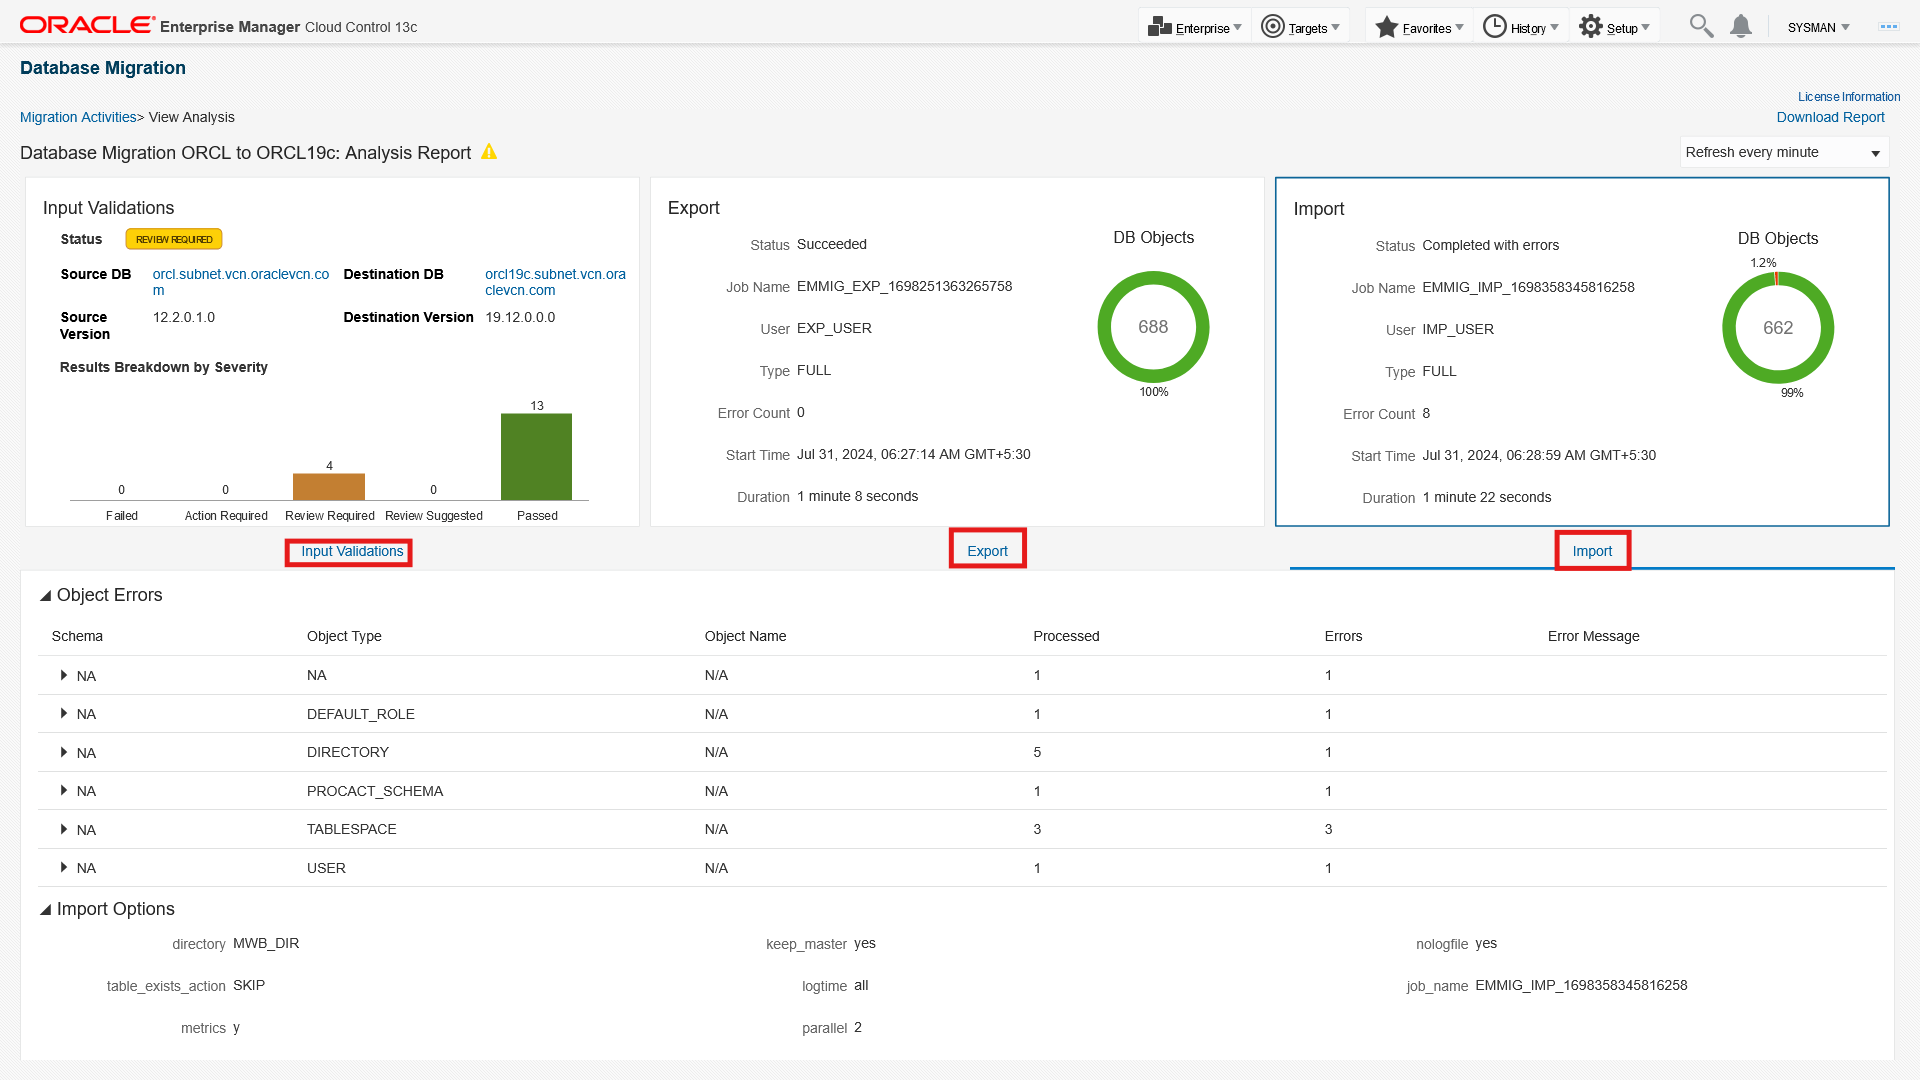 ORACLE Enterprise Manager Cloud Control 13c
Enterprise
Targets
Favorites
History
Setup
SYSMAN
Database Migration
License Information
Migration Activities> View Analysis
Download Report
Database Migration ORCL to ORCL19c: Analysis Report
Refresh every minute
Input Validations
Status REVIEW REQUIRED
Source DB orcl.subnet.vcn.oraclevcn.co
m
Destination DB orcl19c.subnet.vcn.ora
clevcn.com
Source
Version 12.2.0.1.0
Destination Version 19.12.0.0.0
Results Breakdown by Severity
0 0 4 0 13
Failed Action Required Review Required Review Suggested Passed
Export
Status Succeeded
Job Name EMMIG_EXP_1698251363265758
User EXP_USER
Type FULL
Error Count 0
Start Time Jul 31, 2024, 06:27:14 AM GMT+5:30
Duration 1 minute 8 seconds
DB Objects
688
100%
Import
Status Completed with errors
Job Name EMMIG_IMP_1698358345816258
User IMP_USER
Type FULL
Error Count 8
Start Time Jul 31, 2024, 06:28:59 AM GMT+5:30
Duration 1 minute 22 seconds
DB Objects
1.2%
662
99%
Input Validations
Export
Import
Object Errors
Schema Object Type Object Name Processed Errors Error Message
NA NA N/A 1 1
NA DEFAULT_ROLE N/A 1 1
NA DIRECTORY N/A 5 1
NA PROCACT_SCHEMA N/A 1 1
NA TABLESPACE N/A 3 3
NA USER N/A 1 1
Import Options
directory MWB_DIR keep_master yes nologfile yes
table_exists_action SKIP logtime all job_name EMMIG_IMP_1698358345816258
metrics y parallel 2